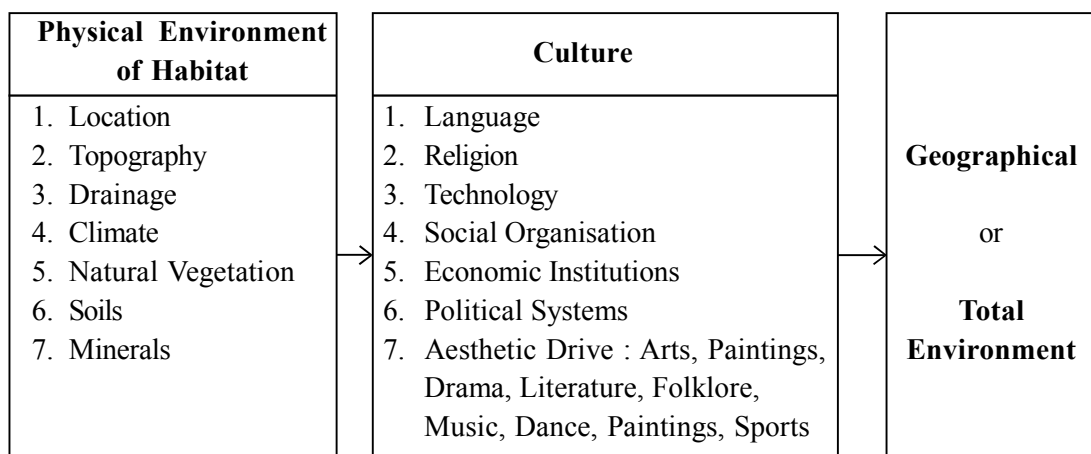 Physical Environment
of Habitat
1. Location
2. Topography
3. Drainage
4. Climate
5. Natural Vegetation
6. Soils
7. Minerals
Culture
1. Language
2. Religion
3. Technology
4. Social Organisation
5. Economic Institutions
6. Political Systems
7. Aesthetic Drive : Arts, Paintings,
Drama, Literature, Folklore,
Music, Dance, Paintings, Sports
Geographical
or
Total
Environment